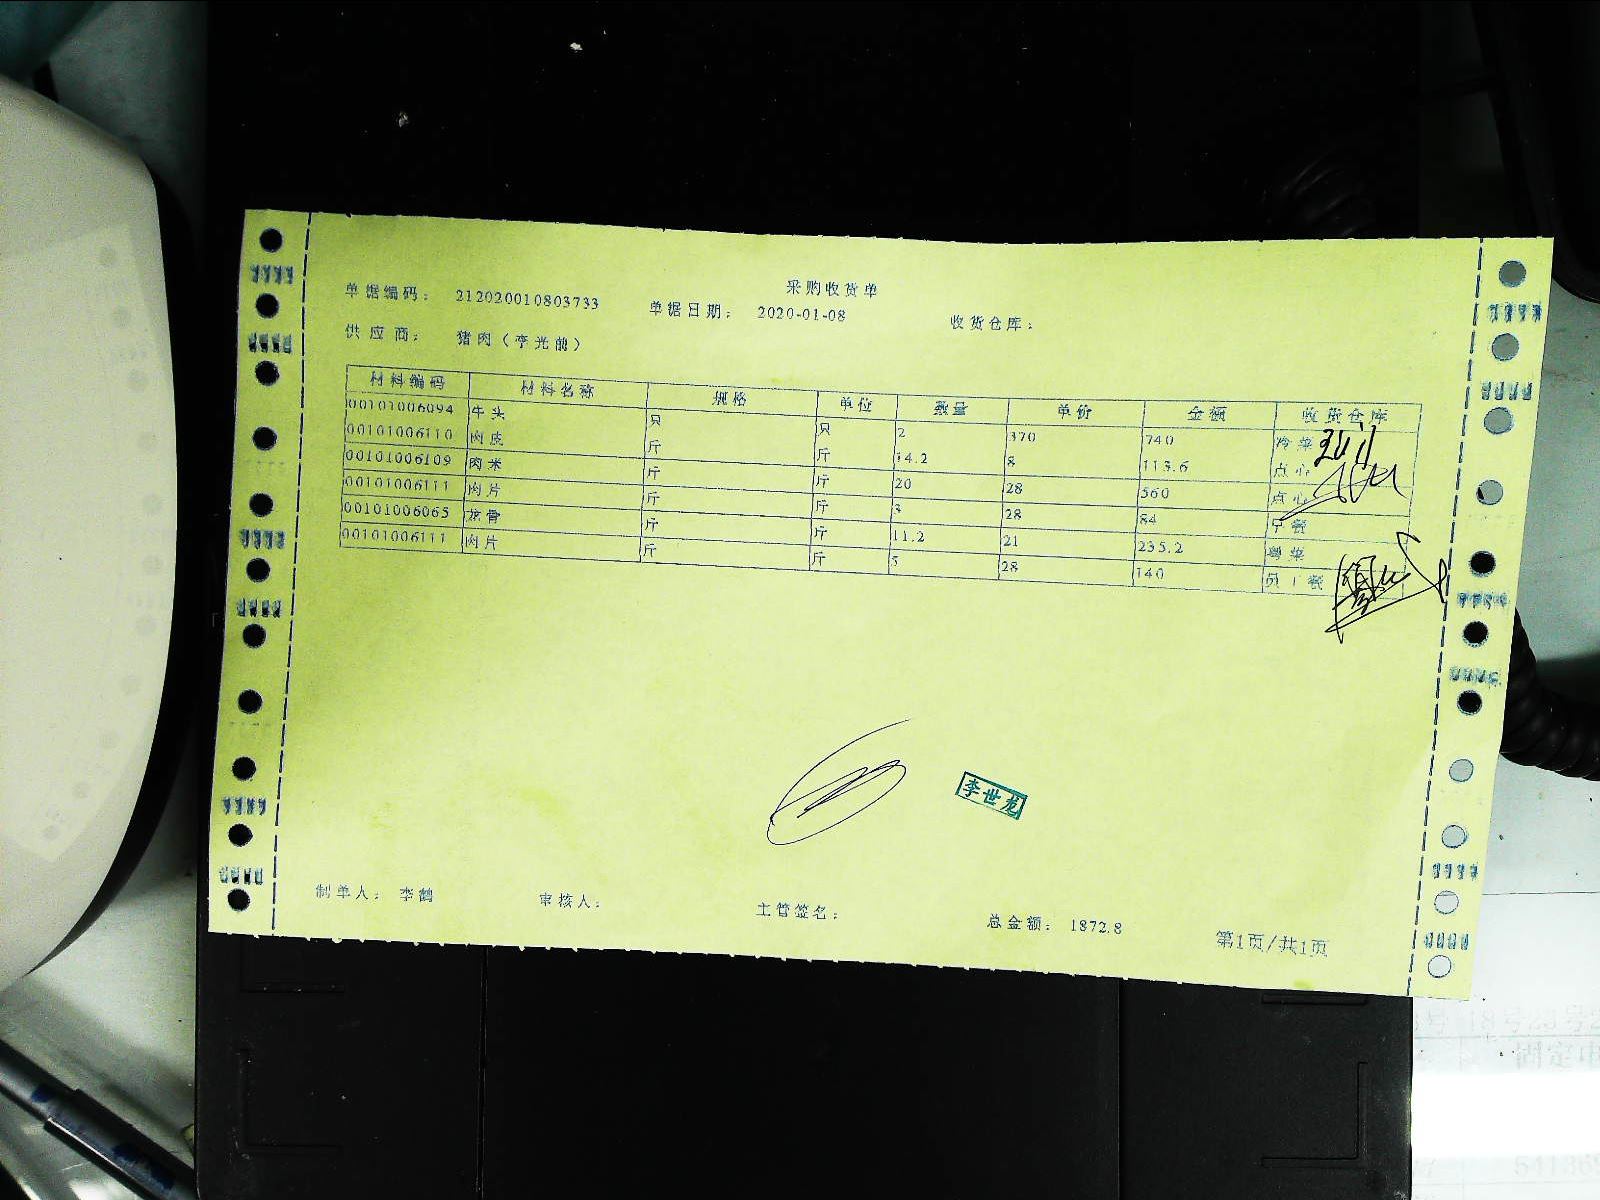 采购收货单
单据编码： 212020010803733 单据日期： 2020-01-08 收货仓库：
供应商： 猪肉（李光前）
材料编码 材料名称 规格 单位 数量 单价 金额 收货仓库
00101006094 牛头 只 只 2 370 740 冷菜
00101006110 肉皮 斤 斤 14.2 8 113.6 点心
00101006109 肉米 斤 斤 20 28 560 点心
00101006111 肉片 斤 斤 3 28 84 早餐
00101006065 龙骨 斤 斤 11.2 21 235.2 粤菜
00101006111 肉片 斤 斤 5 28 140 员工餐
李世龙
制单人： 李鹤 审核人： 主管签名： 总金额： 1872.8 第1页/共1页